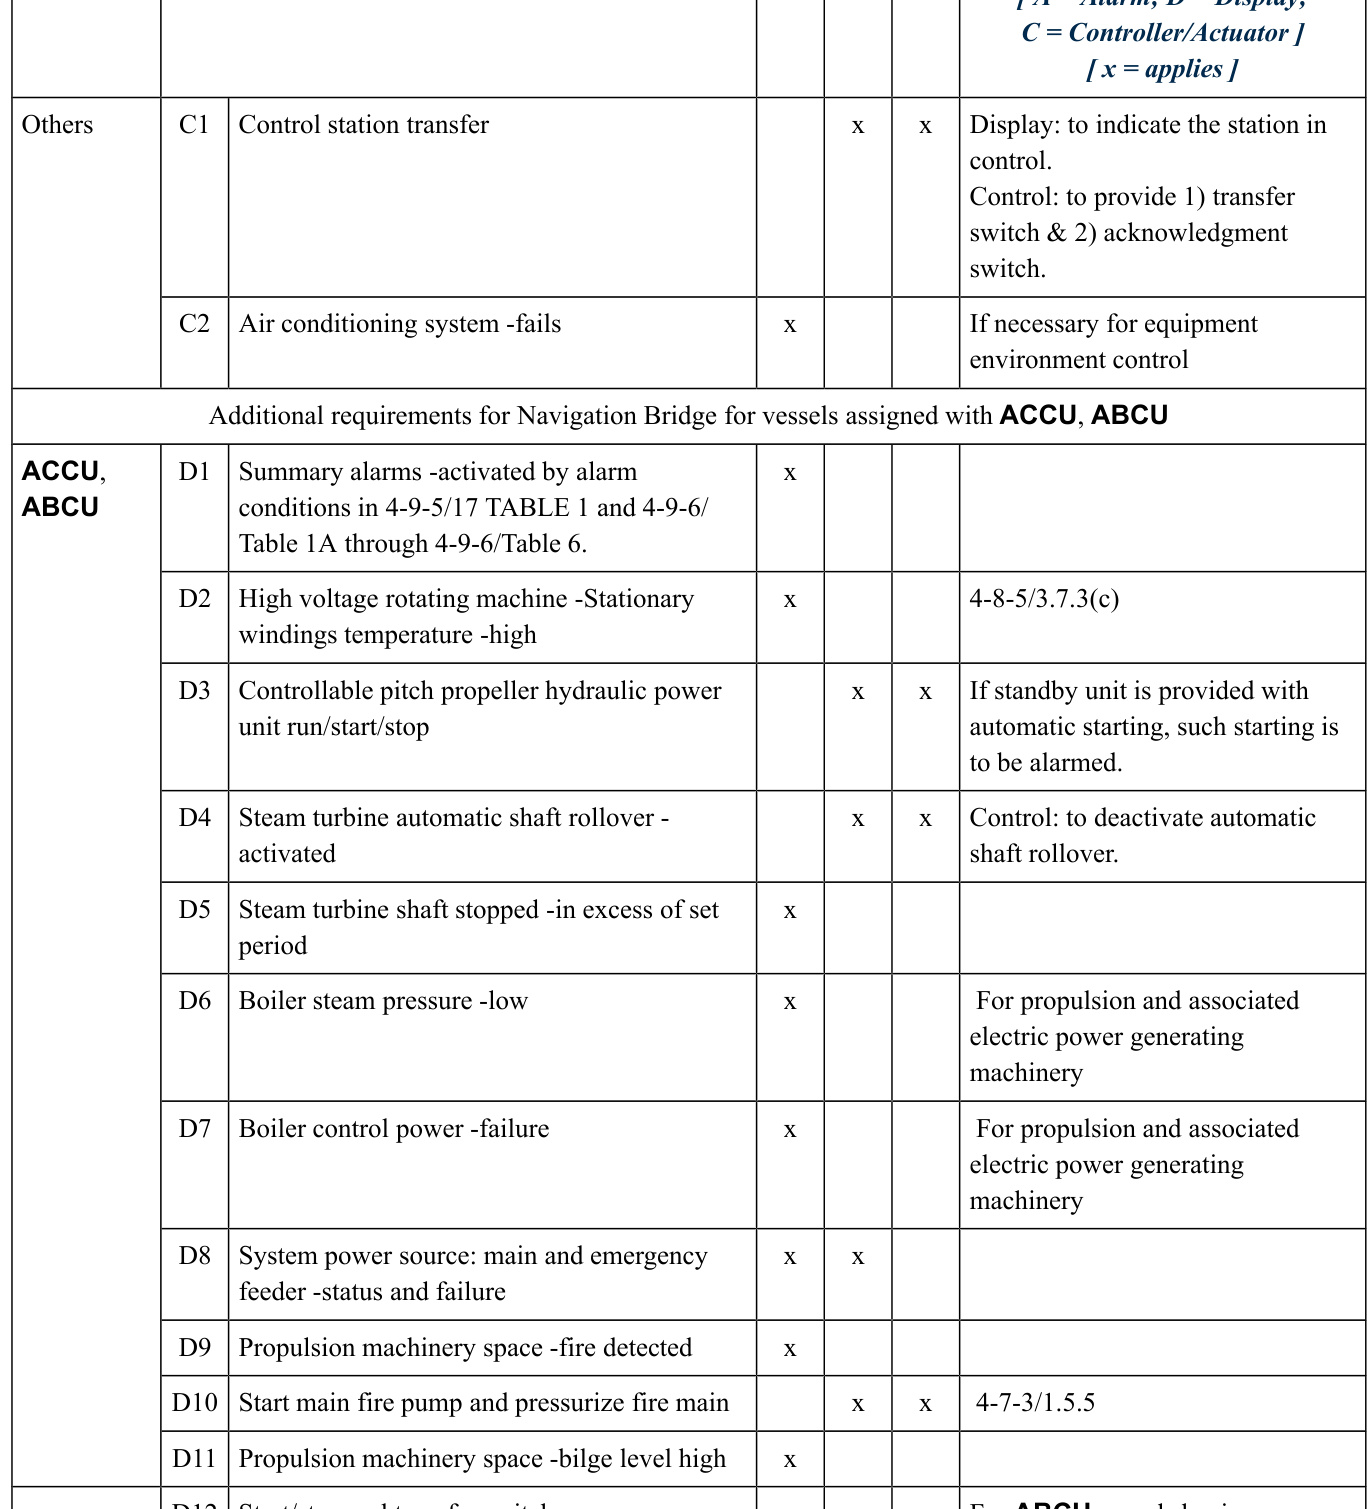 C = Controller/Actuator ]
[ x = applies ]
Others C1 Control station transfer x x Display: to indicate the station in
control.
Control: to provide 1) transfer
switch & 2) acknowledgment
switch.
C2 Air conditioning system -fails x If necessary for equipment
environment control
Additional requirements for Navigation Bridge for vessels assigned with ACCU, ABCU
ACCU, D1 Summary alarms -activated by alarm x
ABCU conditions in 4-9-5/17 TABLE 1 and 4-9-6/
Table 1A through 4-9-6/Table 6.
D2 High voltage rotating machine -Stationary x 4-8-5/3.7.3(c)
windings temperature -high
D3 Controllable pitch propeller hydraulic power x x If standby unit is provided with
unit run/start/stop automatic starting, such starting is
to be alarmed.
D4 Steam turbine automatic shaft rollover - x x Control: to deactivate automatic
activated shaft rollover.
D5 Steam turbine shaft stopped -in excess of set x
period
D6 Boiler steam pressure -low x For propulsion and associated
electric power generating
machinery
D7 Boiler control power -failure x For propulsion and associated
electric power generating
machinery
D8 System power source: main and emergency x x
feeder -status and failure
D9 Propulsion machinery space -fire detected x
D10 Start main fire pump and pressurize fire main x x 4-7-3/1.5.5
D11 Propulsion machinery space -bilge level high x